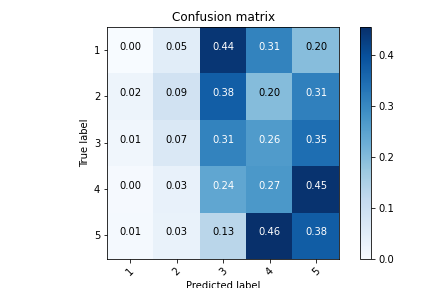 Confusion matrix
1 0.00 0.05 0.44 0.31 0.20
2 0.02 0.09 0.38 0.20 0.31
3 0.01 0.07 0.31 0.26 0.35
4 0.00 0.03 0.24 0.27 0.45
5 0.01 0.03 0.13 0.46 0.38
1 2 3 4 5
True label
Predicted label
0.4
0.3
0.2
0.1
0.0